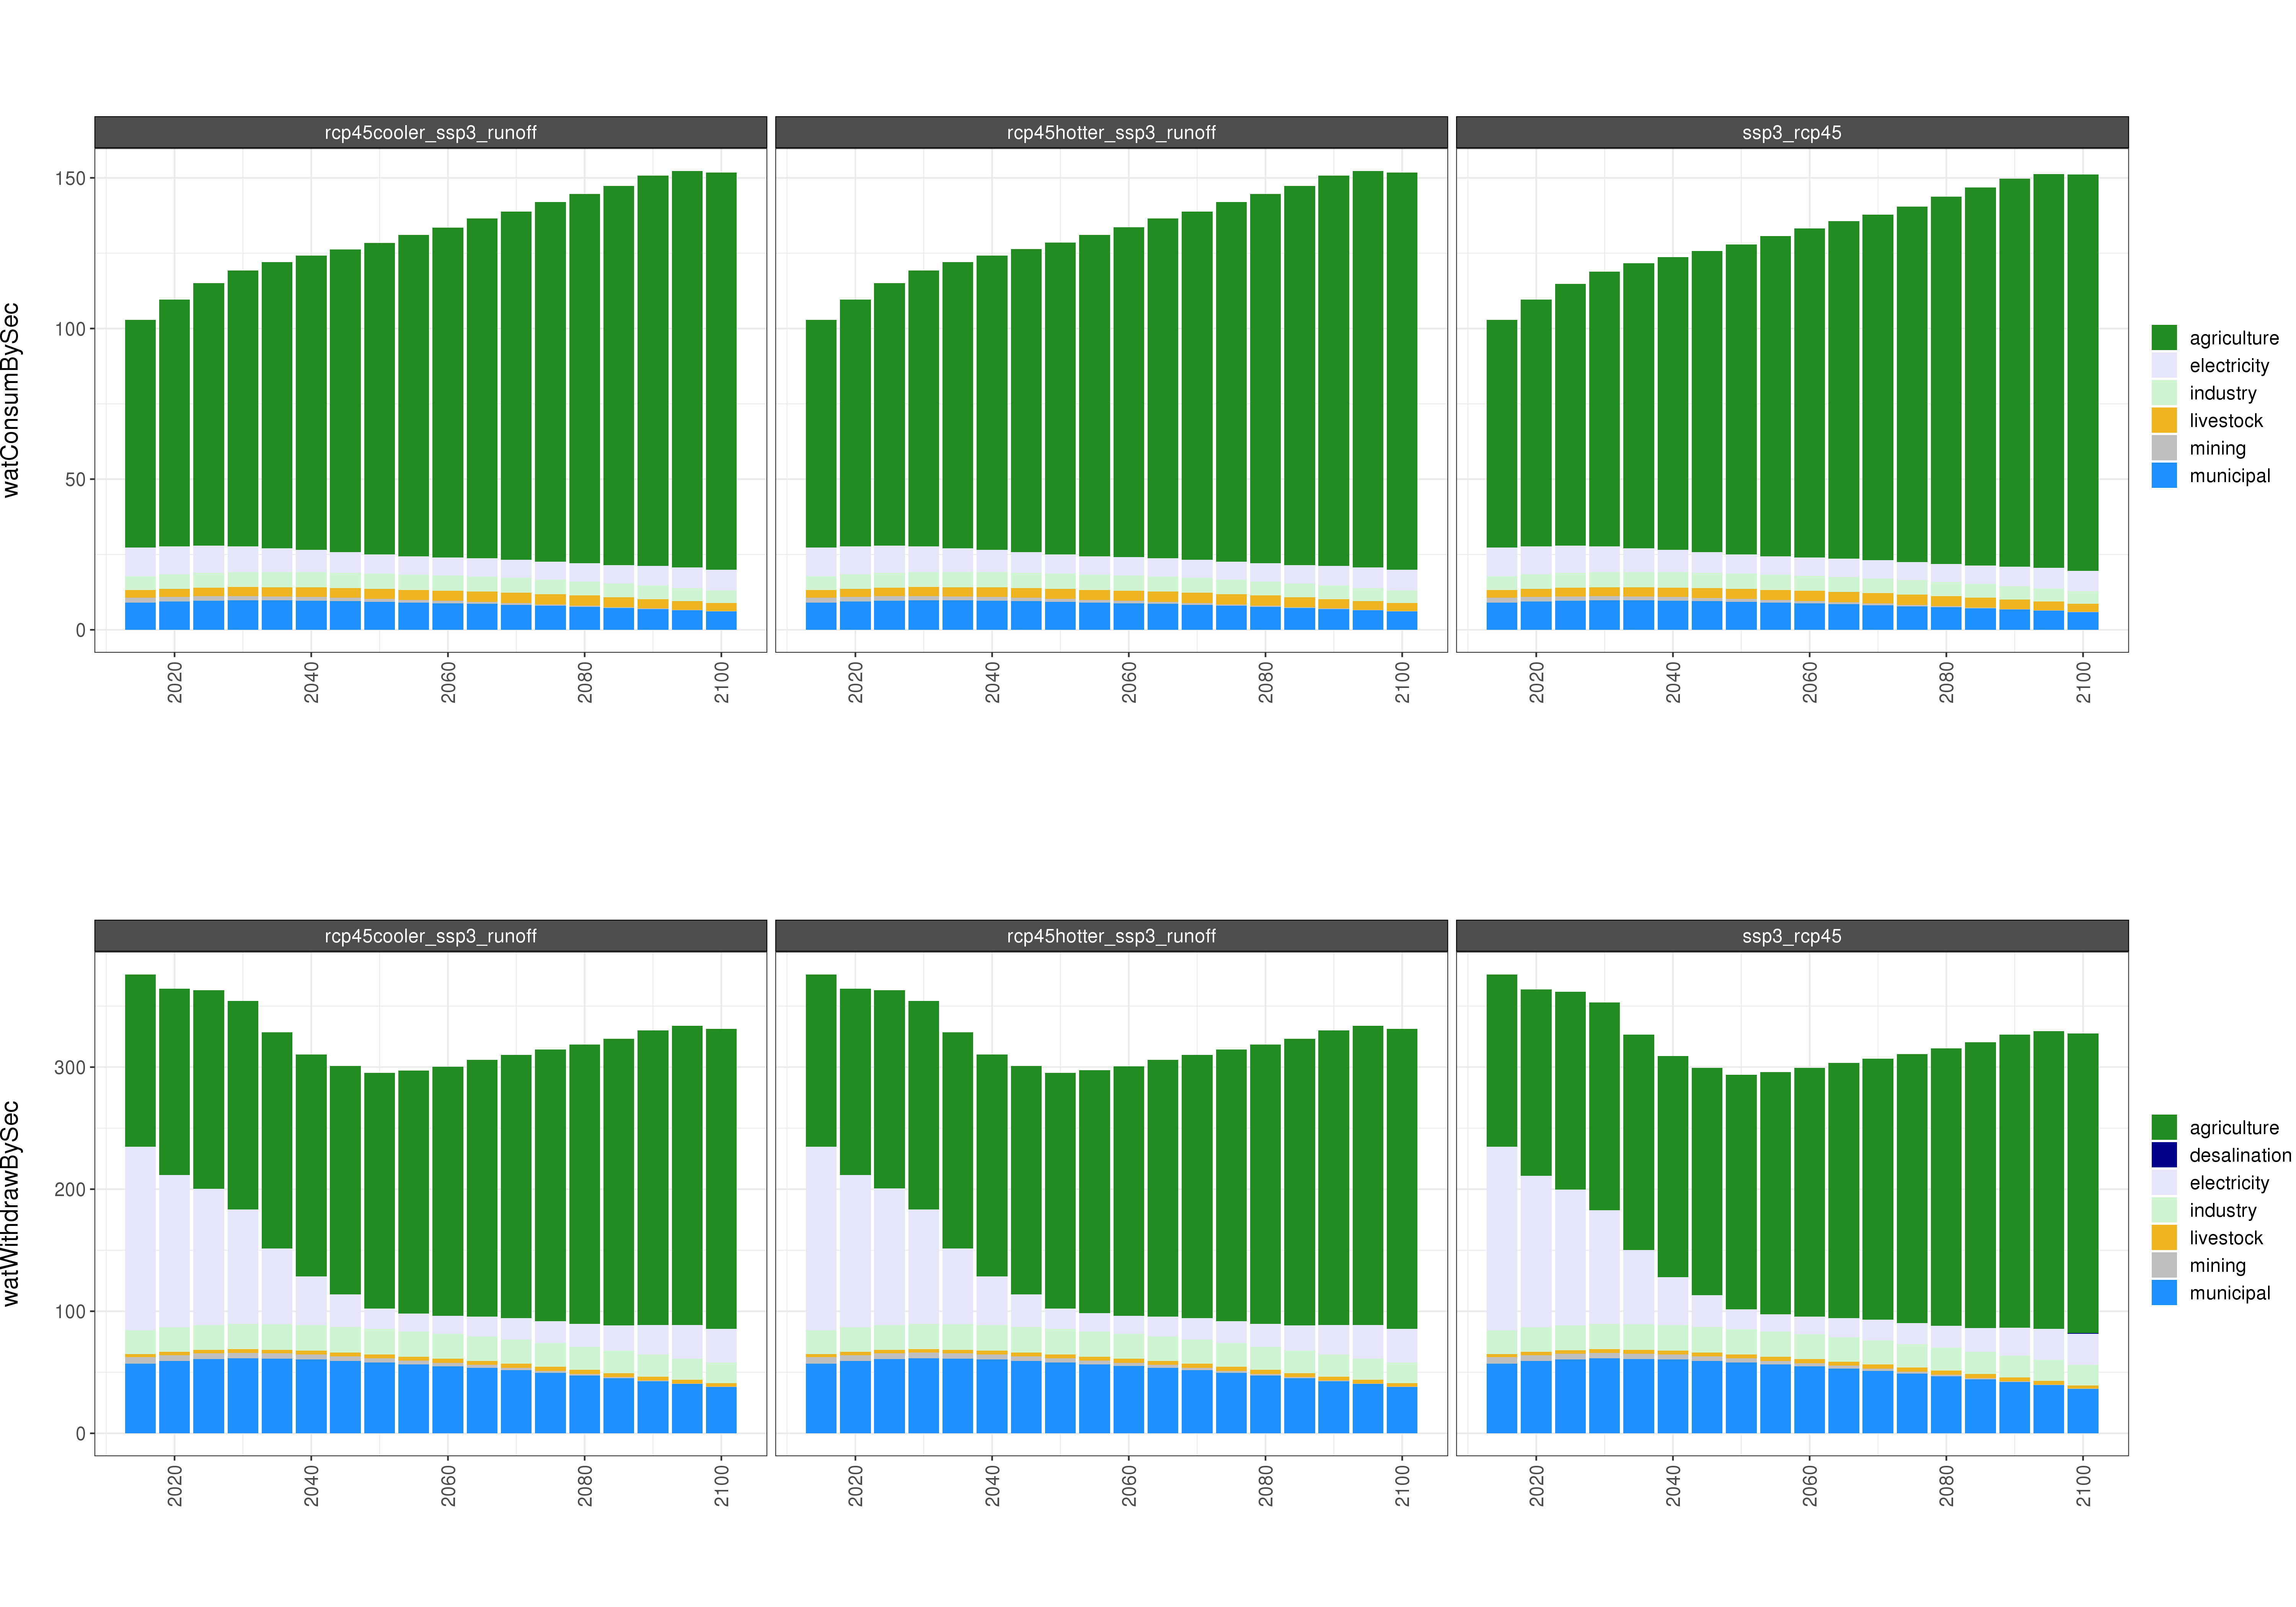 rcp45cooler_ssp3_runoff rcp45hotter_ssp3_runoff ssp3_rcp45
watConsumBySec
150
100
50
0
2020 2040 2060 2080 2100 2020 2040 2060 2080 2100 2020 2040 2060 2080 2100
agriculture
electricity
industry
livestock
mining
municipal
rcp45cooler_ssp3_runoff rcp45hotter_ssp3_runoff ssp3_rcp45
watWithdrawBySec
300
200
100
0
2020 2040 2060 2080 2100 2020 2040 2060 2080 2100 2020 2040 2060 2080 2100
agriculture
desalination
electricity
industry
livestock
mining
municipal